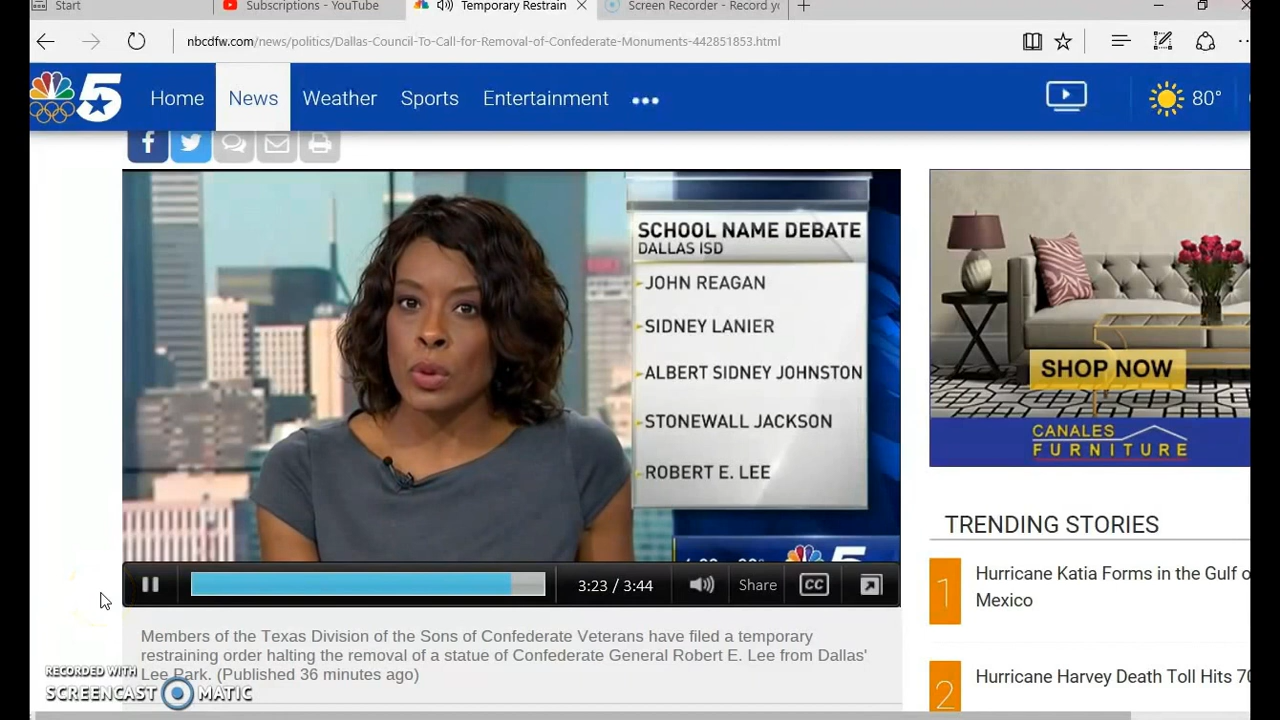 Start
Subscriptions - YouTube
Temporary Restrain
Screen Recorder - Record yo
nbcdfw.com/news/politics/Dallas-Council-To-Call-for-Removal-of-Confederate-Monuments-442851853.html
5
Home
News
Weather
Sports
Entertainment
80°
SCHOOL NAME DEBATE
DALLAS ISD
JOHN REAGAN
SIDNEY LANIER
ALBERT SIDNEY JOHNSTON
STONEWALL JACKSON
ROBERT E. LEE
5
3:23 / 3:44
Share
CC
SHOP NOW
CANALES
FURNITURE
Members of the Texas Division of the Sons of Confederate Veterans have filed a temporary
restraining order halting the removal of a statue of Confederate General Robert E. Lee from Dallas'
Lee Park. (Published 36 minutes ago)
TRENDING STORIES
1
Hurricane Katia Forms in the Gulf o
Mexico
2
Hurricane Harvey Death Toll Hits 70
RECORDED WITH
SCREENCAST MATIC